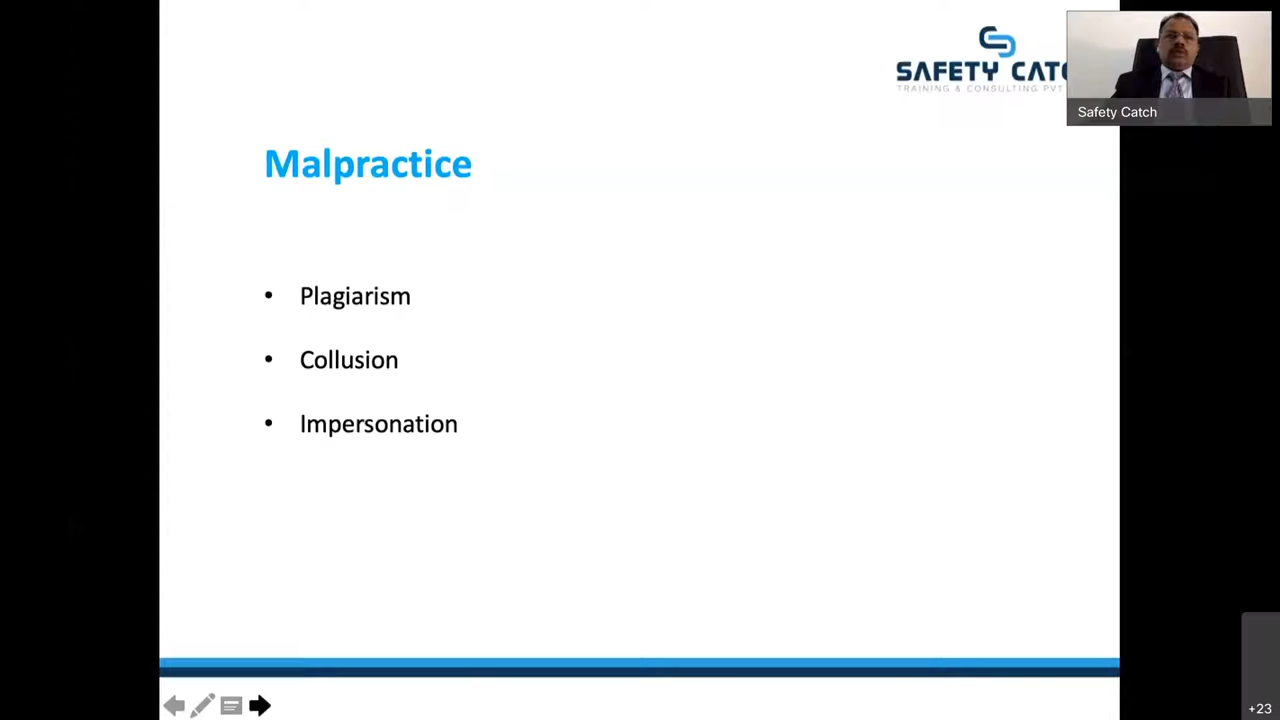 SAFETY CATC
TRAINING & CONSULTING PVT
Safety Catch
Malpractice
• Plagiarism
• Collusion
• Impersonation
+23